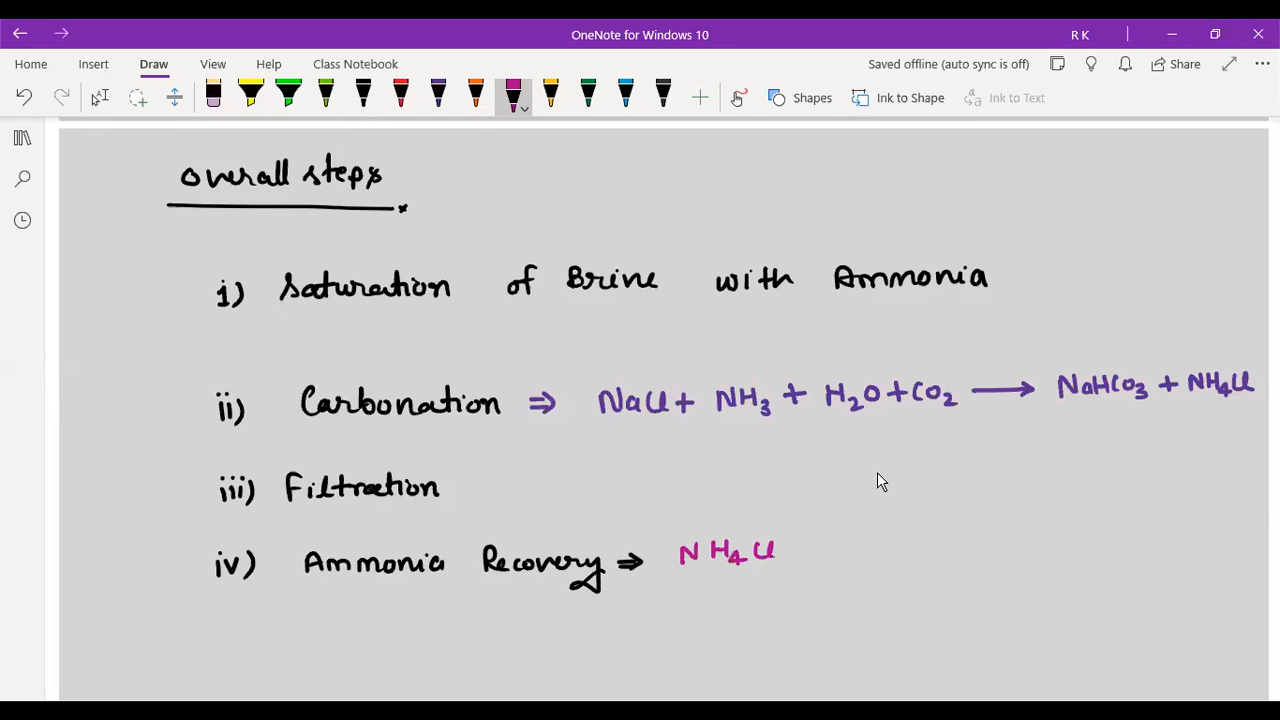 OneNote for Windows 10
R K
Home Insert Draw View Help Class Notebook
Saved offline (auto sync is off) Share
Shapes Ink to Shape Ink to Text
Overall steps
i) Saturation of Brine with Ammonia
ii) Carbonation ⇒ NaCl + NH3 + H2O + CO2 ⟶ NaHCO3 + NH4Cl
iii) Filtration
iv) Ammonia Recovery ⇒ NH4Cl